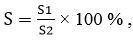 S = S1/S2 × 100 % ,